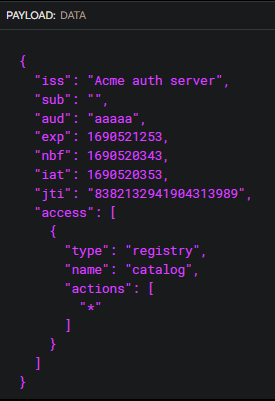 PAYLOAD: DATA
{
  "iss": "Acme auth server",
  "sub": "",
  "aud": "aaaaa",
  "exp": 1690521253,
  "nbf": 1690520343,
  "iat": 1690520353,
  "jti": "8382132941904313989",
  "access": [
    {
      "type": "registry",
      "name": "catalog",
      "actions": [
        "*"
      ]
    }
  ]
}